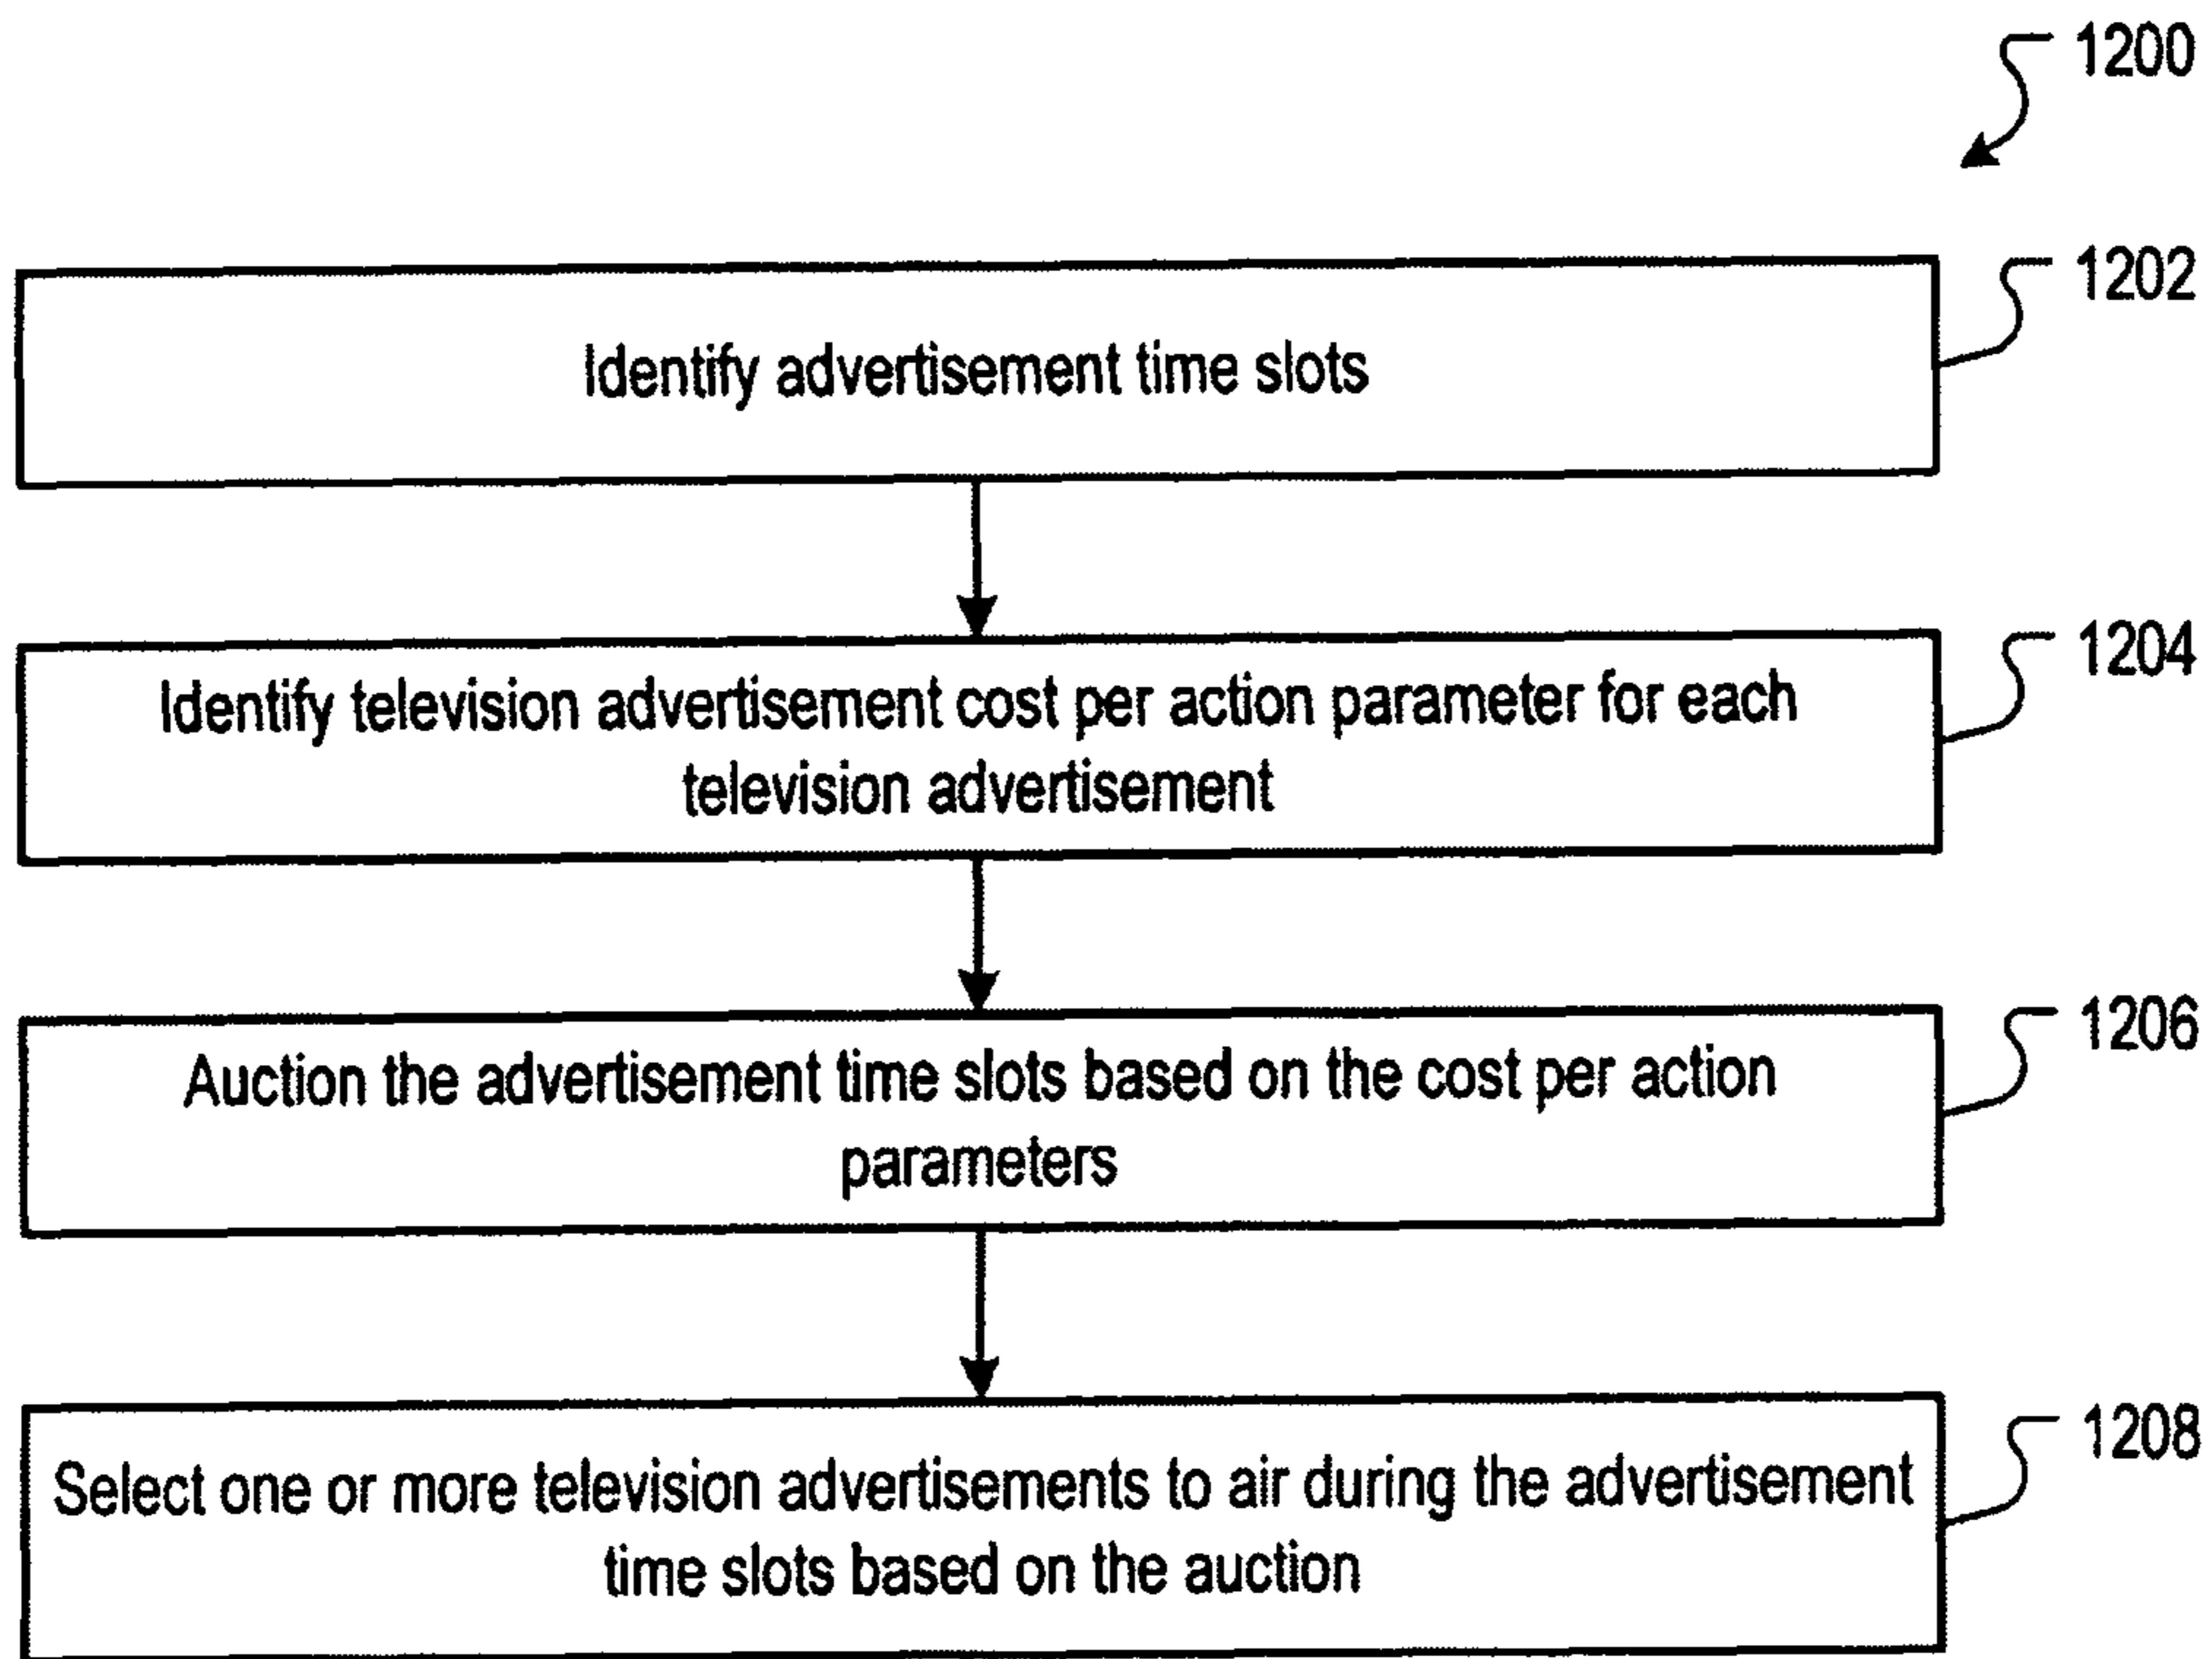 1200
1202
Identify advertisement time slots
1204
Identify television advertisement cost per action parameter for each
television advertisement
1206
Auction the advertisement time slots based on the cost per action
parameters
1208
Select one or more television advertisements to air during the advertisement
time slots based on the auction